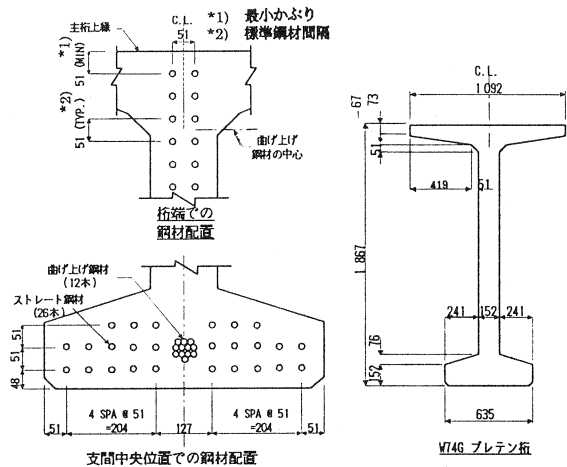 C.L.
51
*1) 最小かぶり
*2) 標準鋼材間隔
主桁上縁
*1)
51 (MIN)
*2)
51 (TYP.)
曲げ上げ
鋼材の中心
桁端での
鋼材配置
曲げ上げ鋼材
(12本)
ストレート鋼材
(26本)
51
51
48
4 SPA @ 51
=204
4 SPA @ 51
=204
51
127
51
支間中央位置での鋼材配置
C.L.
1092
67
73
51
419
51
1.867
241
152
241
76
152
635
W74G プレテン桁